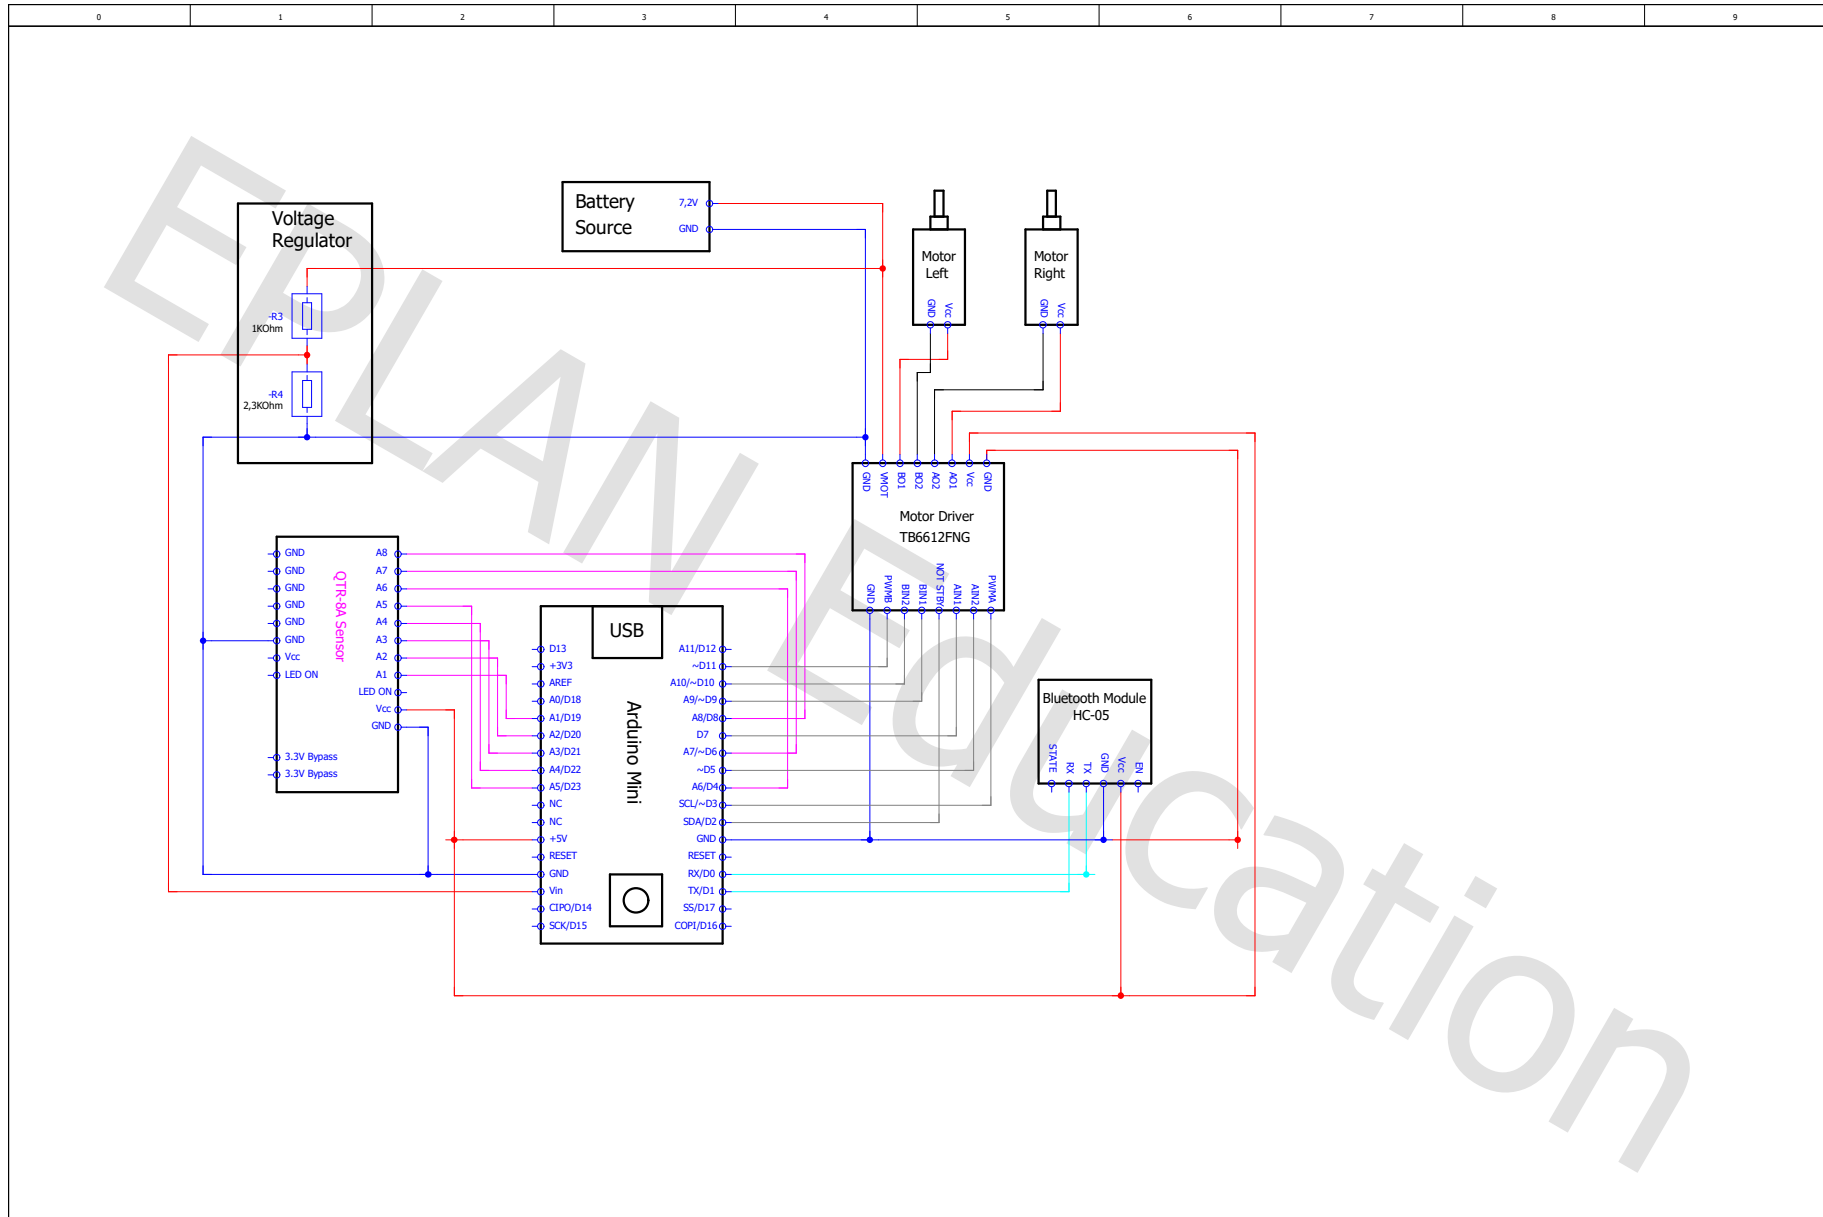 0 1 2 3 4 5 6 7 8 9
EPLAN Education
Voltage
Regulator
-R3
1KOhm
-R4
2,3KOhm
Battery
Source
7,2V
GND
Motor
Left
GND
Vcc
Motor
Right
GND
Vcc
GND
VMOT
BO1
BO2
AO2
AO1
Vcc
GND
Motor Driver
TB6612FNG
GND
PWMB
BIN2
BIN1
NOT STBY
AIN1
AIN2
PWMA
QTR-8A Sensor
GND
GND
GND
GND
GND
GND
Vcc
LED ON
3.3V Bypass
3.3V Bypass
A8
A7
A6
A5
A4
A3
A2
A1
LED ON
Vcc
GND
USB
Arduino Mini
D13
+3V3
AREF
A0/D18
A1/D19
A2/D20
A3/D21
A4/D22
A5/D23
NC
NC
+5V
RESET
GND
Vin
CIPO/D14
SCK/D15
A11/D12
~D11
A10/~D10
A9/~D9
A8/D8
D7
A7/~D6
~D5
A6/D4
SCL/~D3
SDA/D2
GND
RESET
RX/D0
TX/D1
SS/D17
COPI/D16
Bluetooth Module
HC-05
STATE
RX
TX
GND
Vcc
EN